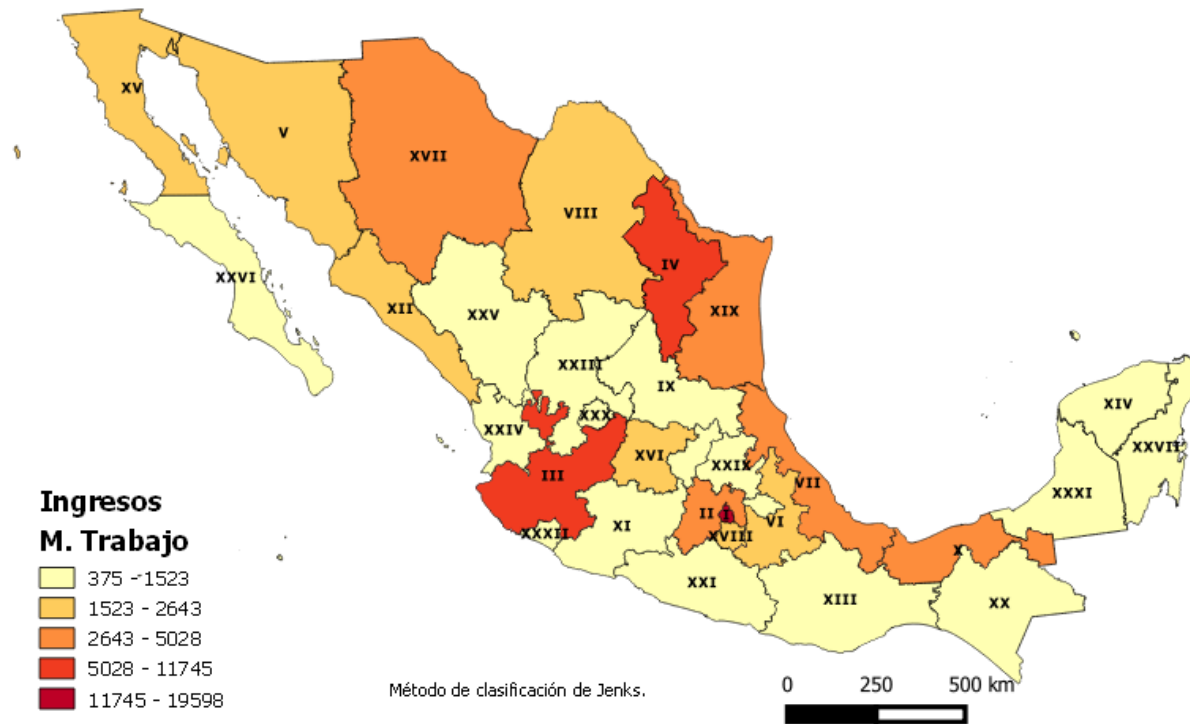 XV
V
XVII
VIII
XXVI
IV
XII
XIX
XXV
XXIII
IX
XXIV
XXX
XIV
XVI
XXIX
XXVII
III
VII
XXXI
Ingresos
II
I
XI
VI
XXXII
XVIII
M. Trabajo
X
XXI
XIII
XX
375 -1523
1523 - 2643
2643 - 5028
5028 - 11745
11745 - 19598
Método de clasificación de Jenks.
0 250 500 km